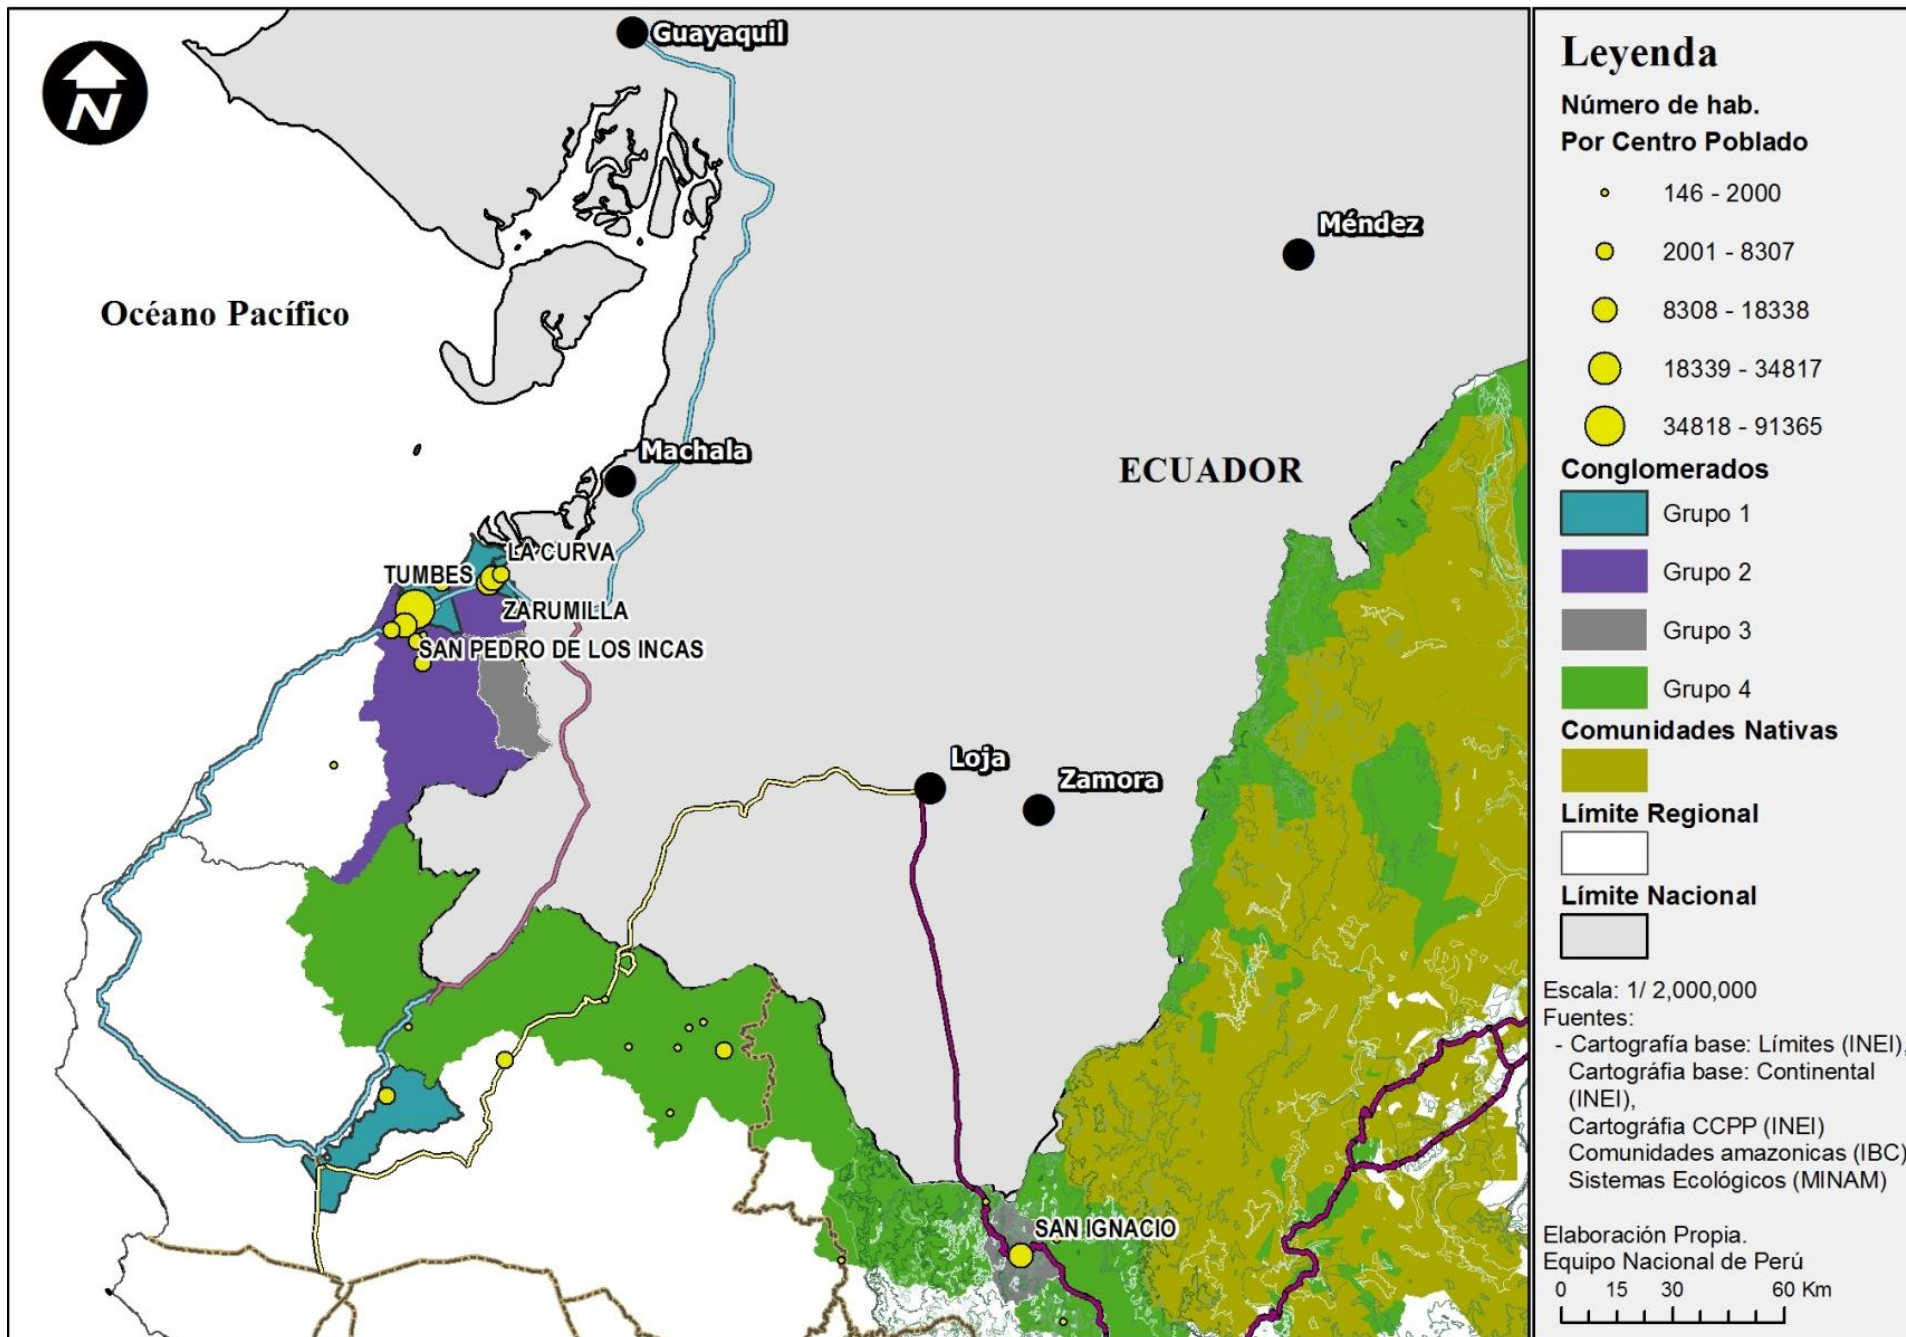 N
Guayaquil
Méndez
Océano Pacífico
Machala
ECUADOR
LA CURVA
TUMBES
ZARUMILLA
SAN PEDRO DE LOS INCAS
Loja
Zamora
SAN IGNACIO
Leyenda
Número de hab.
Por Centro Poblado
146 - 2000
2001 - 8307
8308 - 18338
18339 - 34817
34818 - 91365
Conglomerados
Grupo 1
Grupo 2
Grupo 3
Grupo 4
Comunidades Nativas
Límite Regional
Límite Nacional
Escala: 1/ 2,000,000
Fuentes:
- Cartografía base: Límites (INEI),
Cartográfia base: Continental
(INEI),
Cartográfia CCPP (INEI)
Comunidades amazonicas (IBC)
Sistemas Ecológicos (MINAM)
Elaboración Propia.
Equipo Nacional de Perú
0 15 30 60 Km